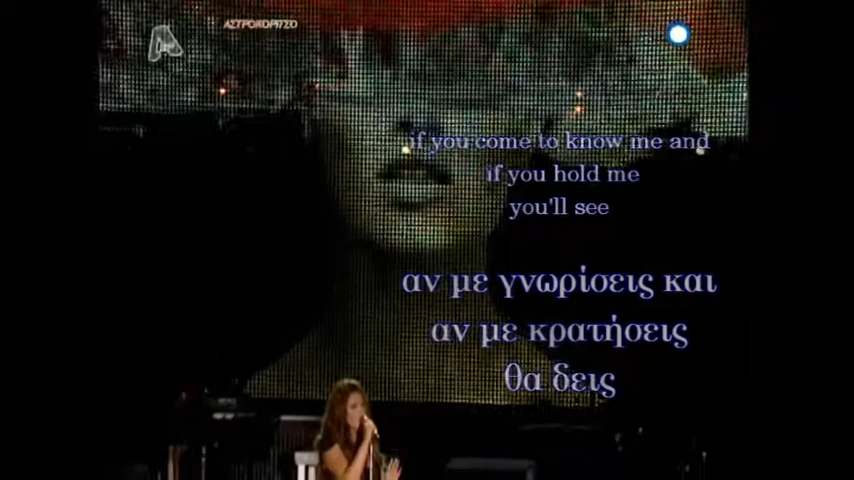 ΑΣΤΡΟΚΟΡΙΤΣΟ
if you come to know me and
if you hold me
you'll see
αν με γνωρίσεις και
αν με κρατήσεις
θα δεις